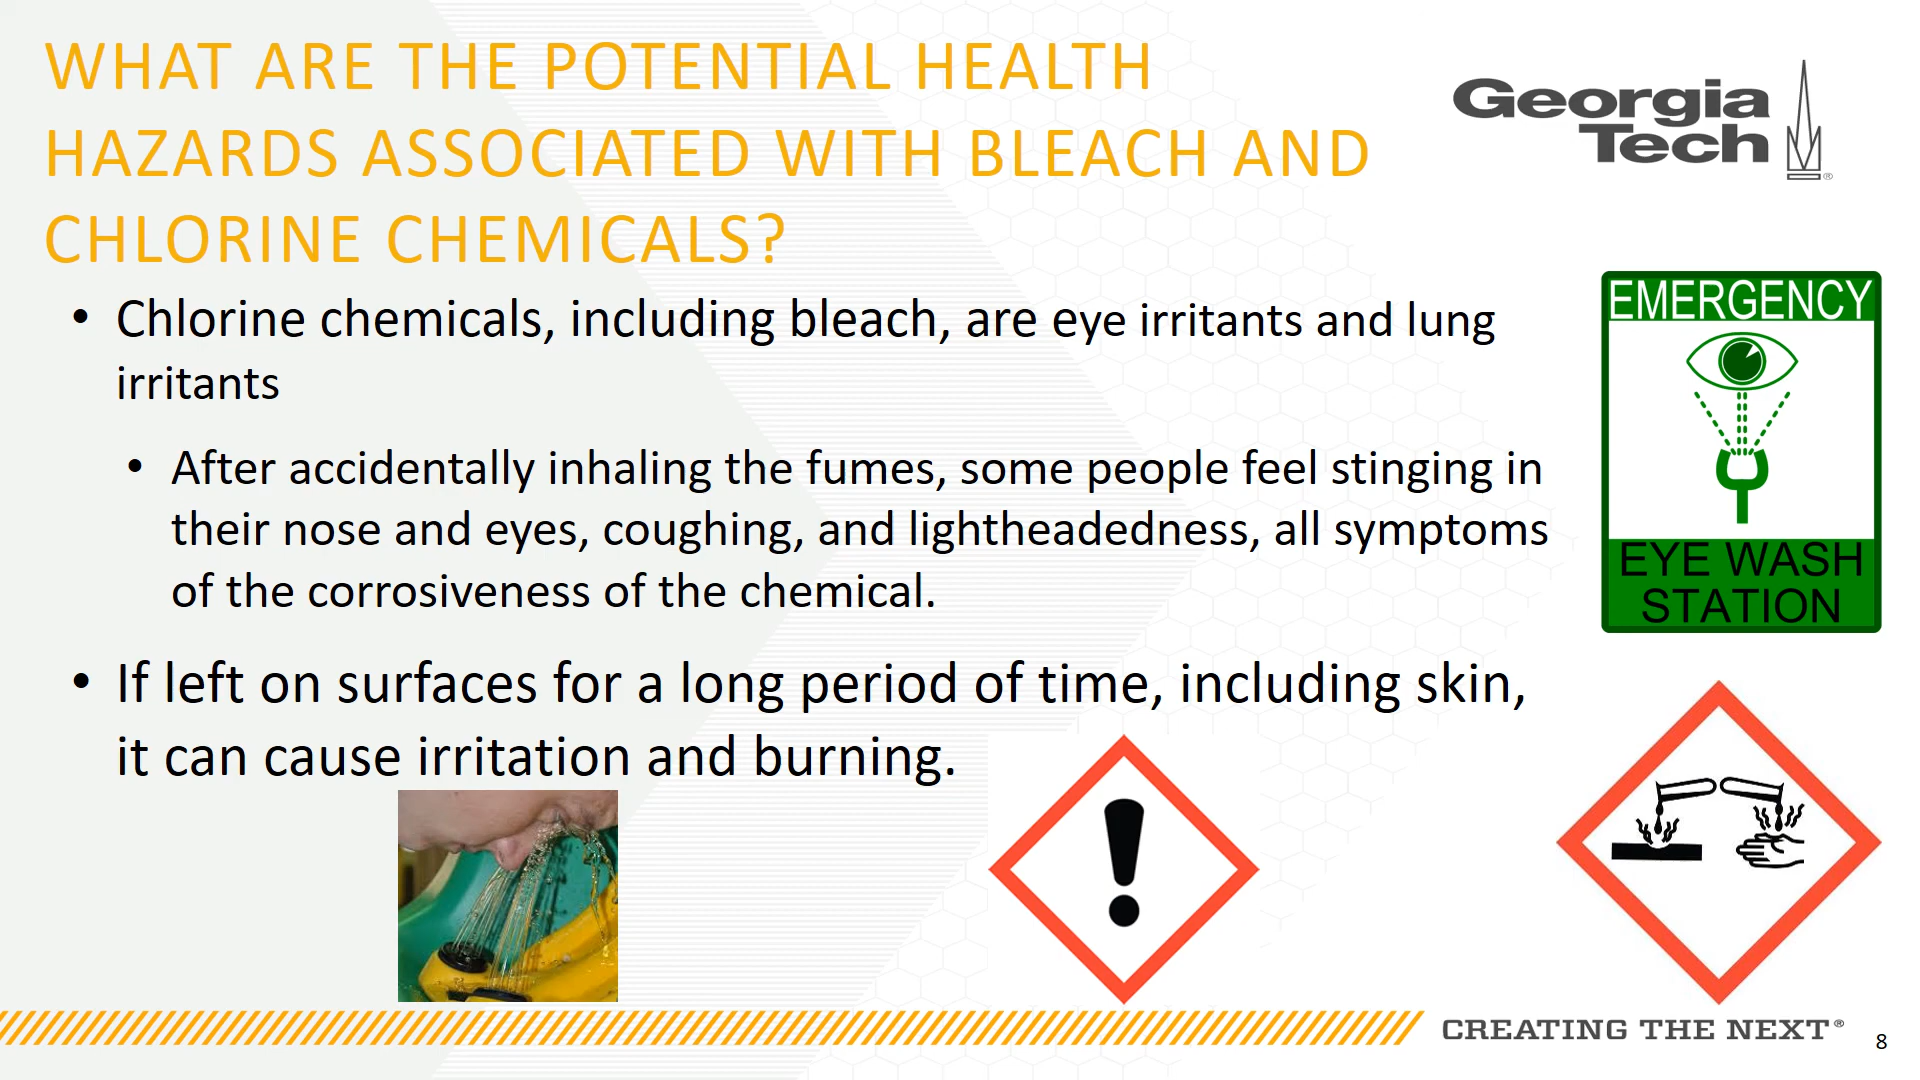 WHAT ARE THE POTENTIAL HEALTH
HAZARDS ASSOCIATED WITH BLEACH AND
CHLORINE CHEMICALS?
Georgia
Tech
®
• Chlorine chemicals, including bleach, are eye irritants and lung
irritants
• After accidentally inhaling the fumes, some people feel stinging in
their nose and eyes, coughing, and lightheadedness, all symptoms
of the corrosiveness of the chemical.
• If left on surfaces for a long period of time, including skin,
it can cause irritation and burning.
EMERGENCY
EYE WASH
STATION
CREATING THE NEXT®
8